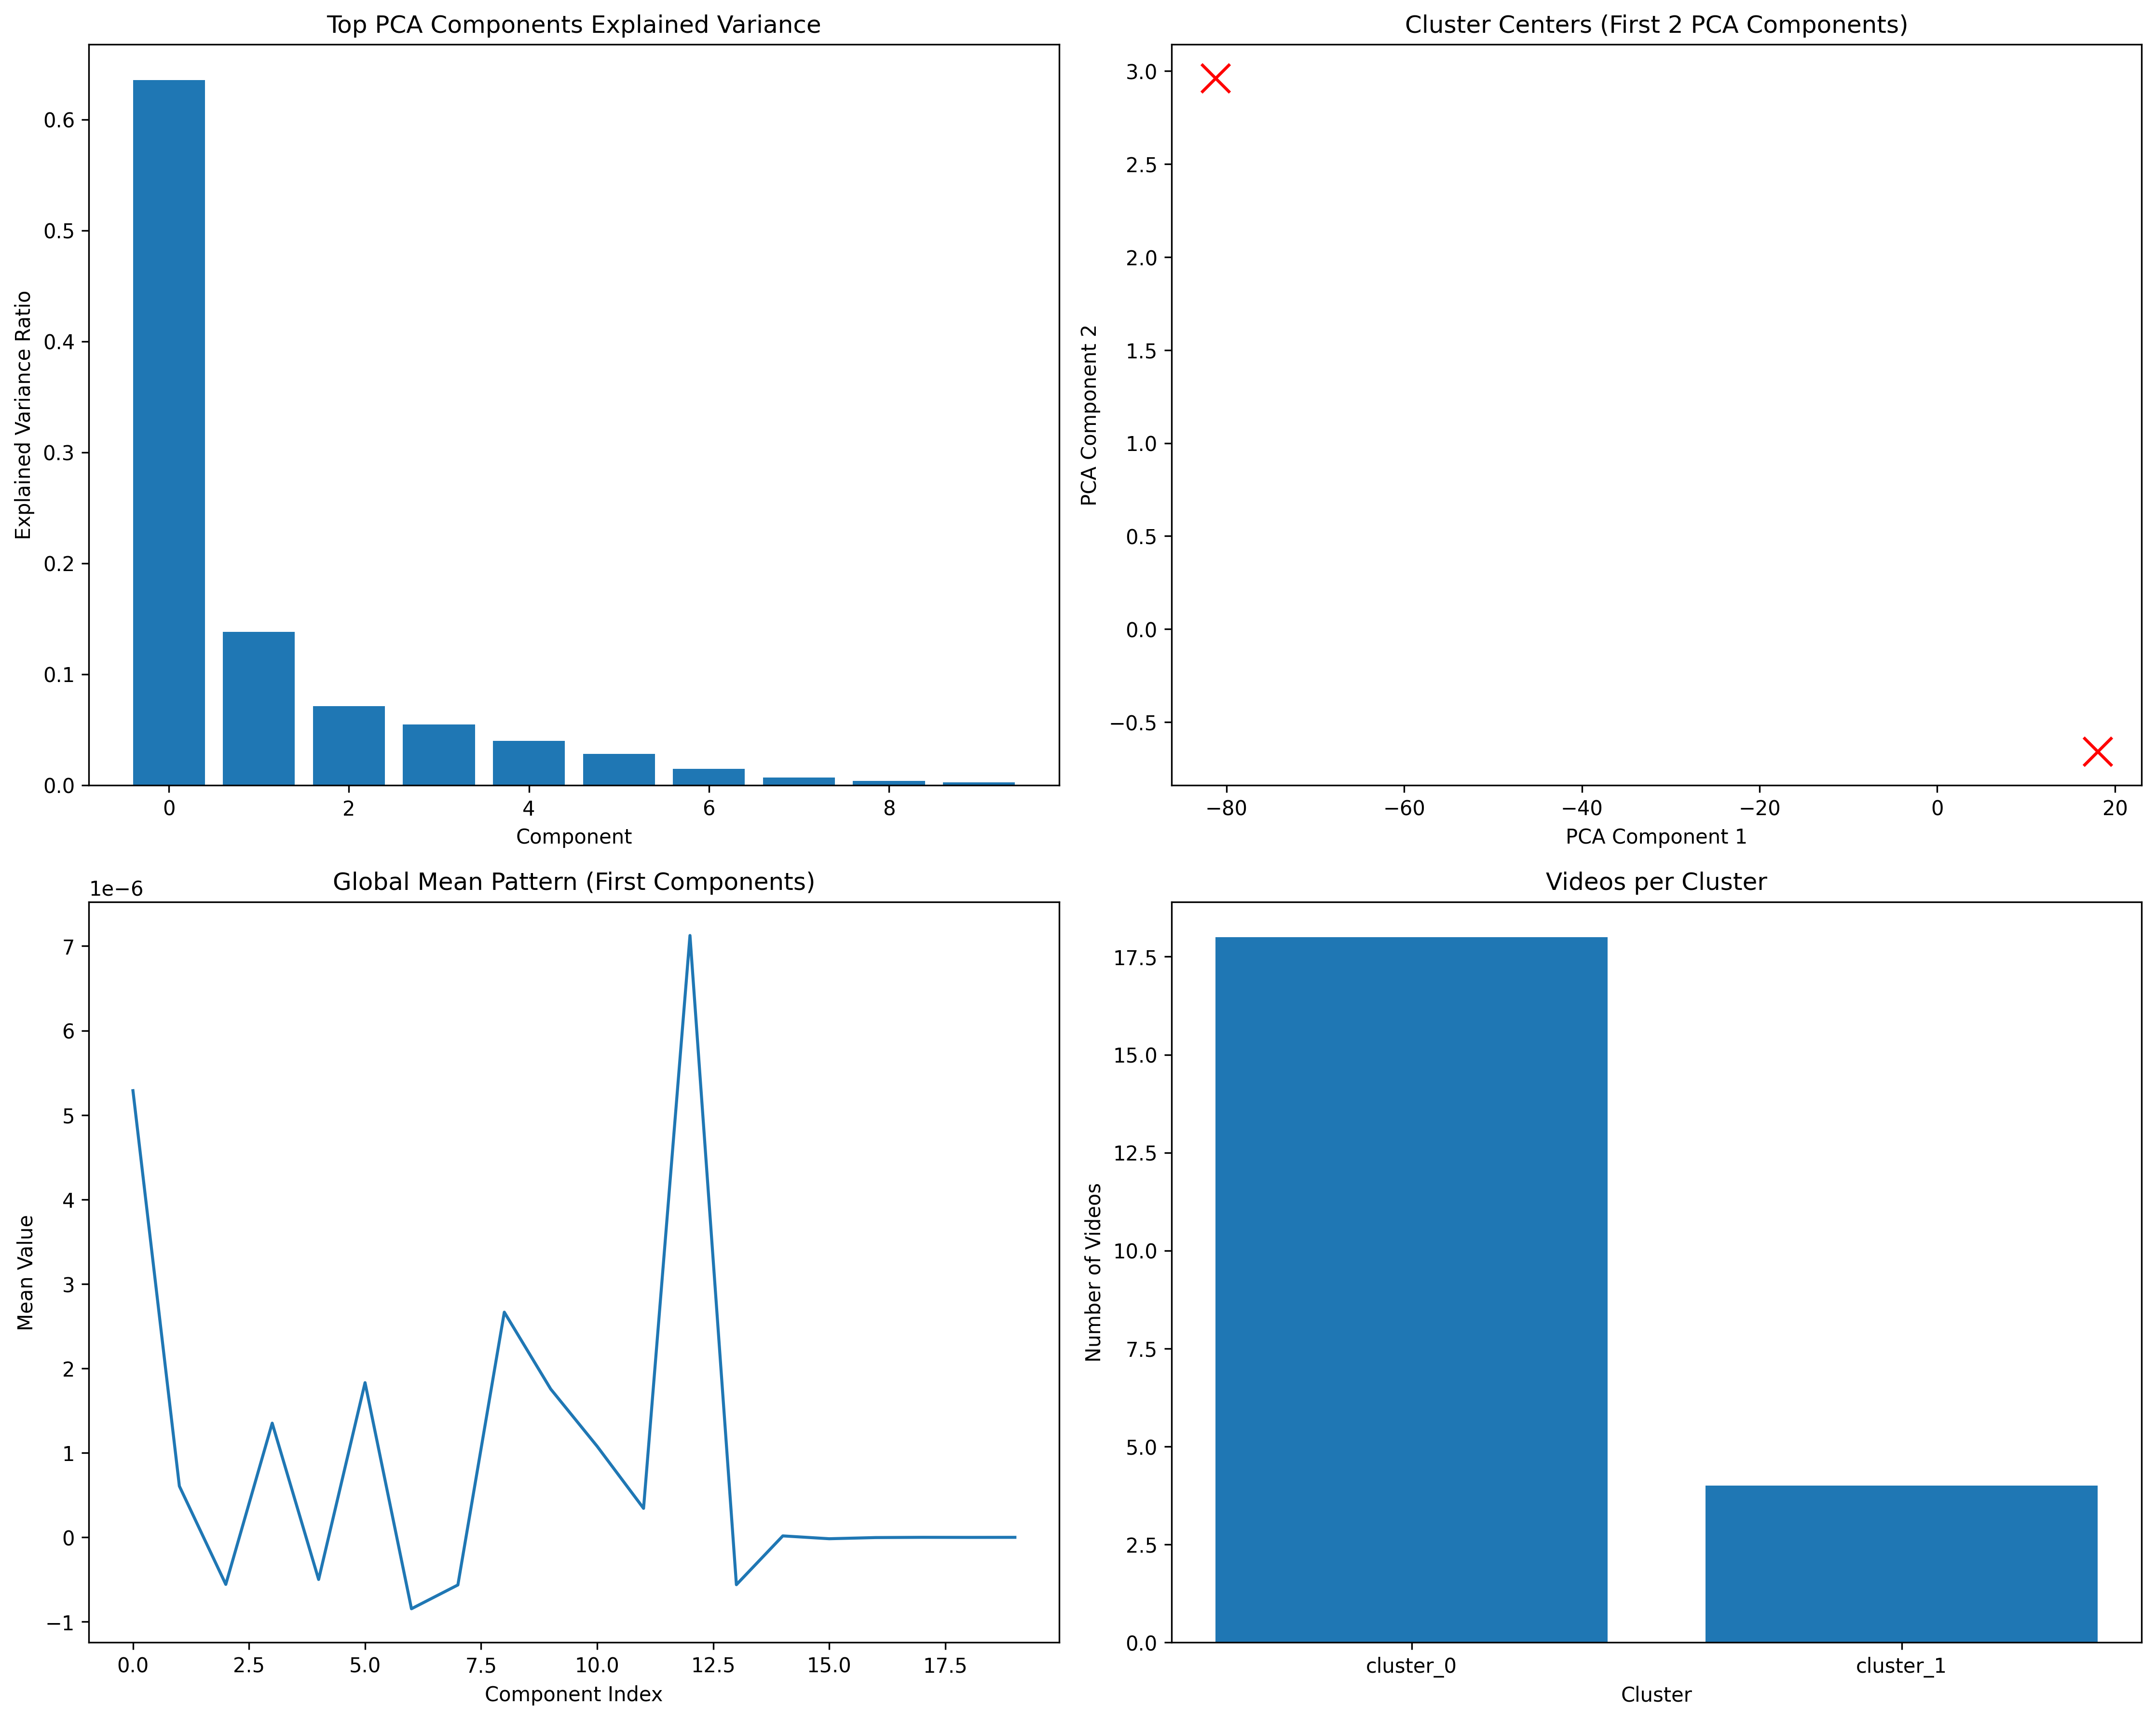 Top PCA Components Explained Variance
Explained Variance Ratio
0.6
0.5
0.4
0.3
0.2
0.1
0.0
0 2 4 6 8
Component
Cluster Centers (First 2 PCA Components)
PCA Component 2
3.0
2.5
2.0
1.5
1.0
0.5
0.0
−0.5
−80 −60 −40 −20 0 20
PCA Component 1
Global Mean Pattern (First Components)
1e−6
Mean Value
7
6
5
4
3
2
1
0
−1
0.0 2.5 5.0 7.5 10.0 12.5 15.0 17.5
Component Index
Videos per Cluster
Number of Videos
17.5
15.0
12.5
10.0
7.5
5.0
2.5
0.0
cluster_0 cluster_1
Cluster